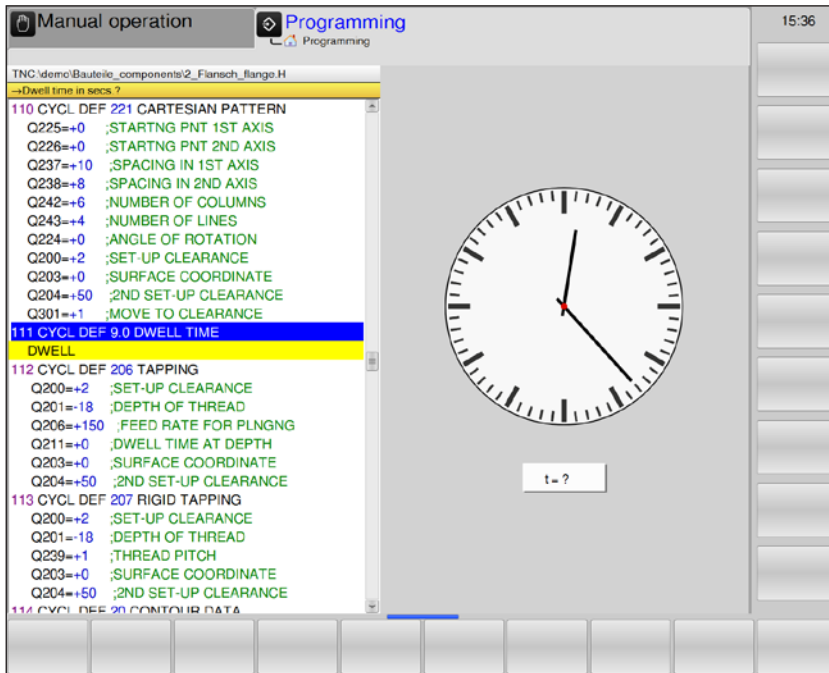 Manual operation
Programming
Programming
15:36
TNC:\demo\Bauteile_components\2_Flansch_flange.H
→Dwell time in secs.?
110 CYCL DEF 221 CARTESIAN PATTERN
Q225=+0 ;STARTNG PNT 1ST AXIS
Q226=+0 ;STARTNG PNT 2ND AXIS
Q237=+10 ;SPACING IN 1ST AXIS
Q238=+8 ;SPACING IN 2ND AXIS
Q242=+6 ;NUMBER OF COLUMNS
Q243=+4 ;NUMBER OF LINES
Q224=+0 ;ANGLE OF ROTATION
Q200=+2 ;SET-UP CLEARANCE
Q203=+0 ;SURFACE COORDINATE
Q204=+50 ;2ND SET-UP CLEARANCE
Q301=+1 ;MOVE TO CLEARANCE
111 CYCL DEF 9.0 DWELL TIME
DWELL
112 CYCL DEF 206 TAPPING
Q200=+2 ;SET-UP CLEARANCE
Q201=-18 ;DEPTH OF THREAD
Q206=+150 ;FEED RATE FOR PLNGNG
Q211=+0 ;DWELL TIME AT DEPTH
Q203=+0 ;SURFACE COORDINATE
Q204=+50 ;2ND SET-UP CLEARANCE
113 CYCL DEF 207 RIGID TAPPING
Q200=+2 ;SET-UP CLEARANCE
Q201=-18 ;DEPTH OF THREAD
Q239=+1 ;THREAD PITCH
Q203=+0 ;SURFACE COORDINATE
Q204=+50 ;2ND SET-UP CLEARANCE
114 CYCL DEF 20 CONTOUR DATA
t = ?